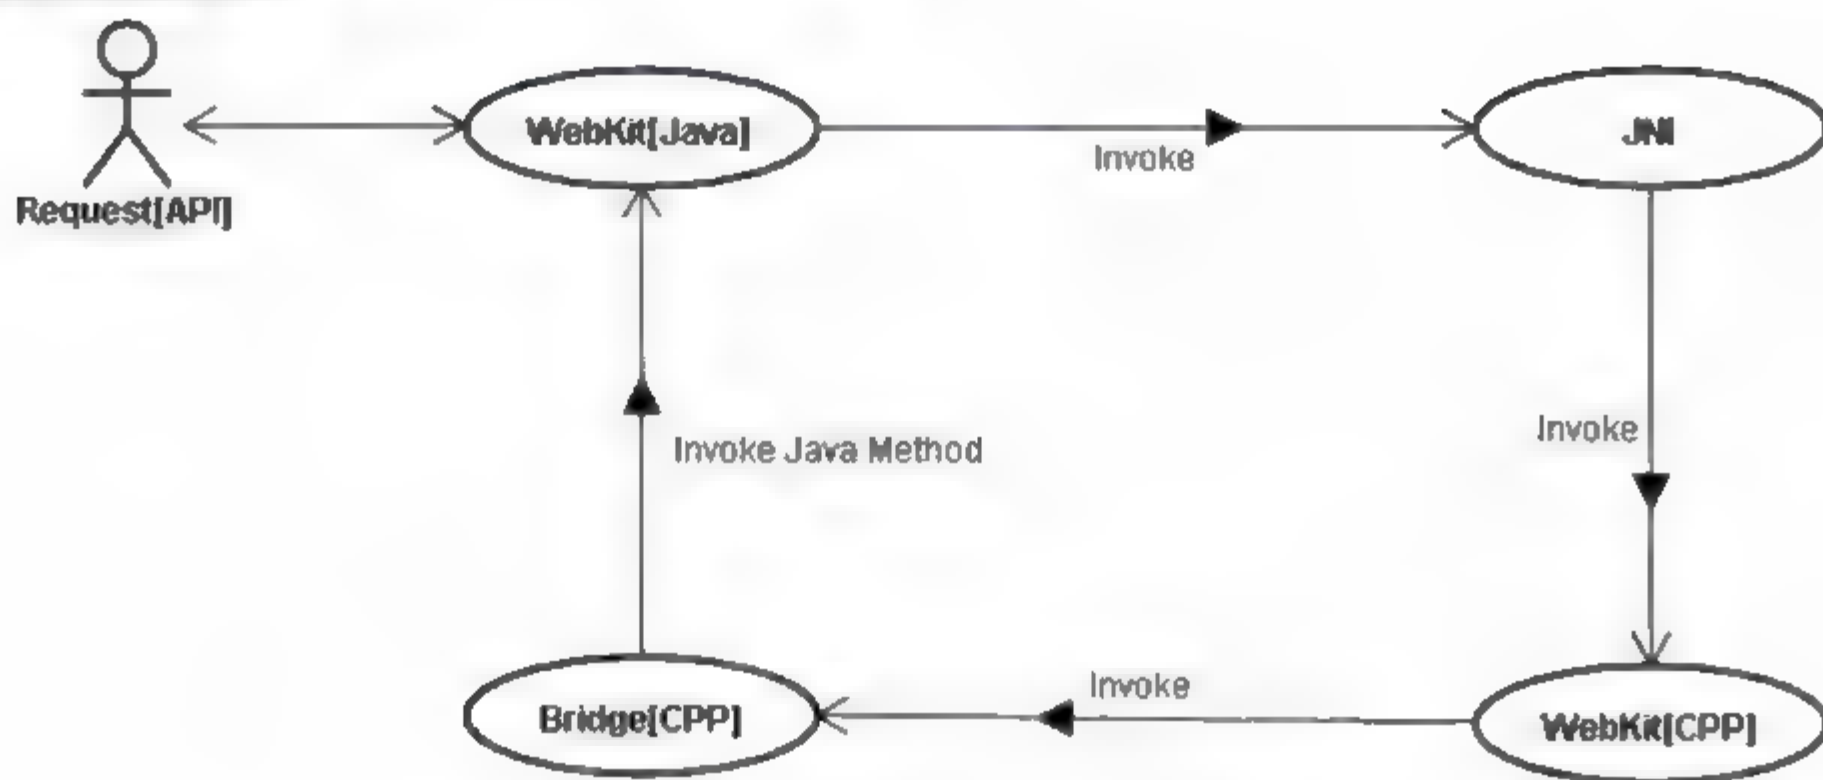 WebKit[Java]
JNI
Invoke
Request[API]
Invoke
Invoke Java Method
Invoke
Bridge[CPP]
WebKit[CPP]